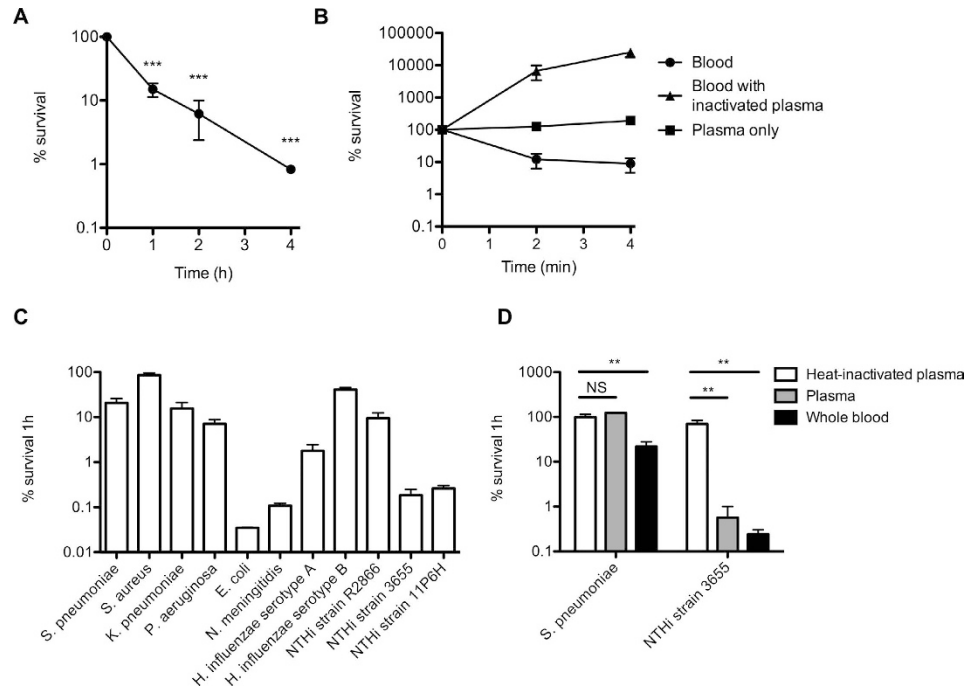 A
100
10
1
0.1
% survival
***
***
***
0
1
2
3
4
Time (h)
B
100000
10000
1000
100
10
1
0.1
% survival
0
1
2
3
4
Time (min)
Blood
Blood with
inactivated plasma
Plasma only
C
100
10
1
0.1
0.01
% survival 1h
S. pneumoniae
S. aureus
K. pneumoniae
P. aeruginosa
E. coli
N. meningitidis
H. influenzae serotype A
H. influenzae serotype B
NTHi strain R2866
NTHi strain 3655
NTHi strain 11P6H
D
**
NS
**
**
1000
100
10
1
0.1
% survival 1h
S. pneumoniae
NTHi strain 3655
Heat-inactivated plasma
Plasma
Whole blood